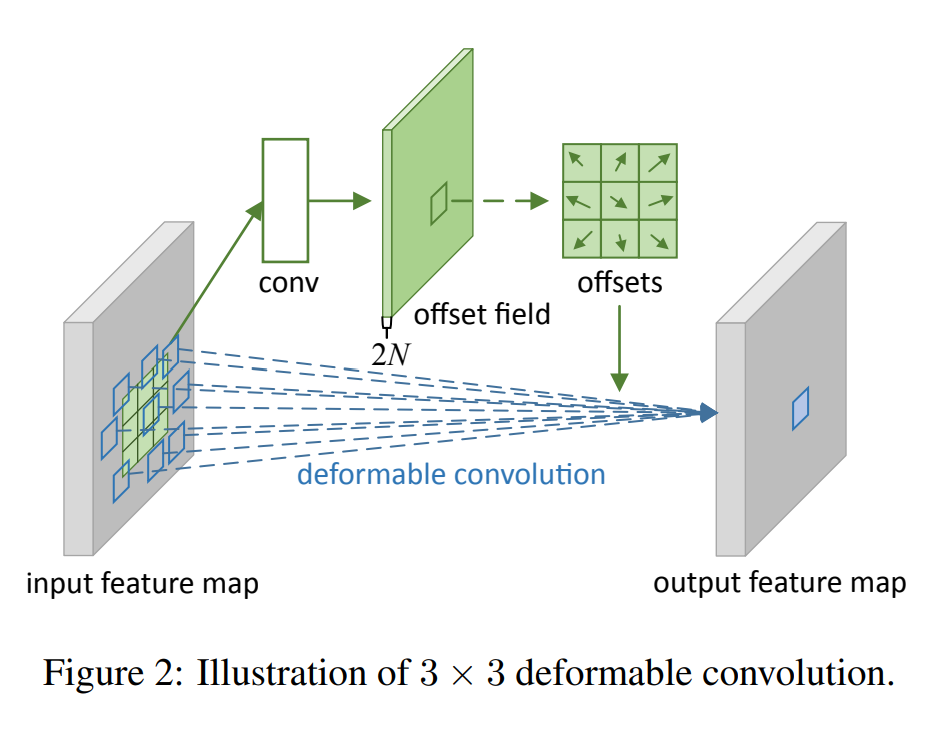 conv
offset field
offsets
2N
deformable convolution
input feature map
output feature map
Figure 2: Illustration of 3 × 3 deformable convolution.